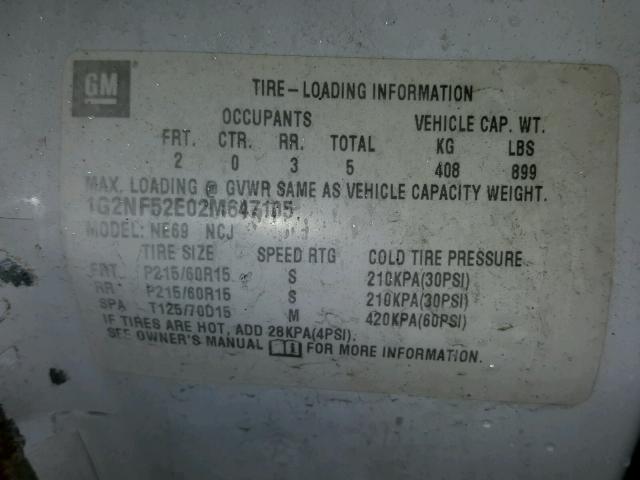 GM
TIRE-LOADING INFORMATION
OCCUPANTS VEHICLE CAP. WT.
FRT. CTR. RR. TOTAL KG LBS
2 0 3 5 408 899
MAX. LOADING @ GVWR SAME AS VEHICLE CAPACITY WEIGHT.
1G2NF52E02M647105
MODEL: NE69 NCJ
TIRE SIZE SPEED RTG COLD TIRE PRESSURE
FRT. P215/60R15 S 210KPA(30PSI)
RR P215/60R15 S 210KPA(30PSI)
SPA T125/70D15 M 420KPA(60PSI)
IF TIRES ARE HOT, ADD 28KPA(4PSI).
SEE OWNER'S MANUAL FOR MORE INFORMATION.